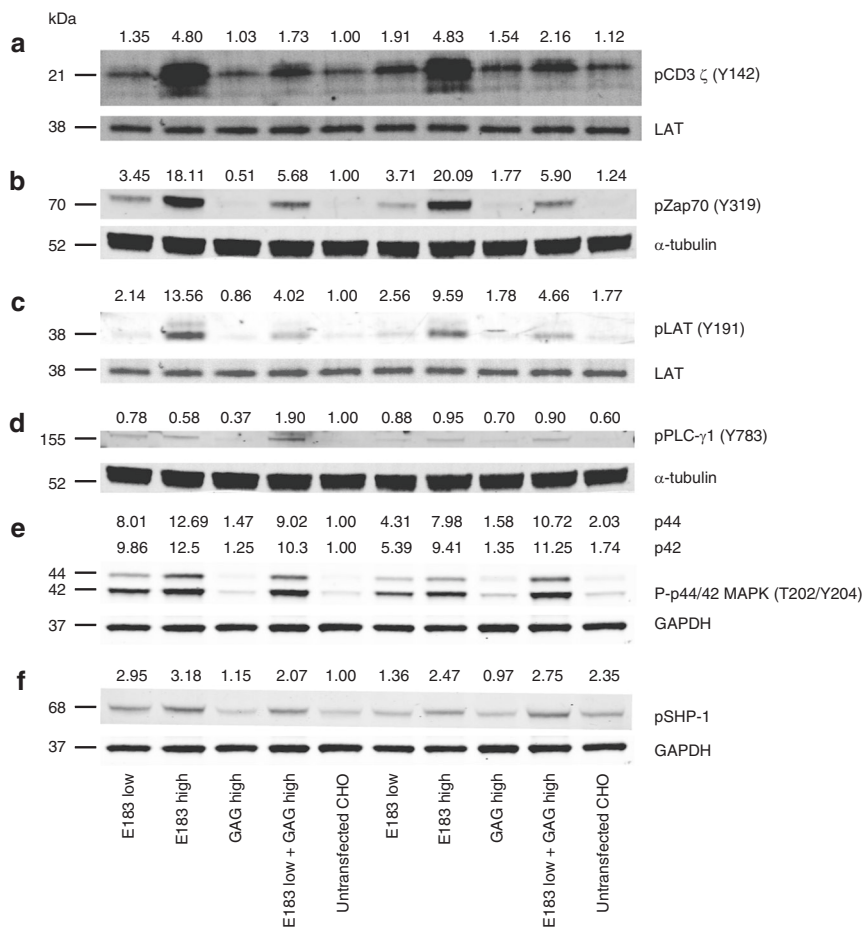 kDa
a
1.35 4.80 1.03 1.73 1.00 1.91 4.83 1.54 2.16 1.12
21 pCD3 ζ (Y142)
38 LAT
b
3.45 18.11 0.51 5.68 1.00 3.71 20.09 1.77 5.90 1.24
70 pZap70 (Y319)
52 α-tubulin
c
2.14 13.56 0.86 4.02 1.00 2.56 9.59 1.78 4.66 1.77
38 pLAT (Y191)
38 LAT
d
0.78 0.58 0.37 1.90 1.00 0.88 0.95 0.70 0.90 0.60
155 pPLC-γ1 (Y783)
52 α-tubulin
e
8.01 12.69 1.47 9.02 1.00 4.31 7.98 1.58 10.72 2.03 p44
9.86 12.5 1.25 10.3 1.00 5.39 9.41 1.35 11.25 1.74 p42
44
42 P-p44/42 MAPK (T202/Y204)
37 GAPDH
f
2.95 3.18 1.15 2.07 1.00 1.36 2.47 0.97 2.75 2.35
68 pSHP-1
37 GAPDH
E183 low
E183 high
GAG high
E183 low + GAG high
Untransfected CHO
E183 low
E183 high
GAG high
E183 low + GAG high
Untransfected CHO